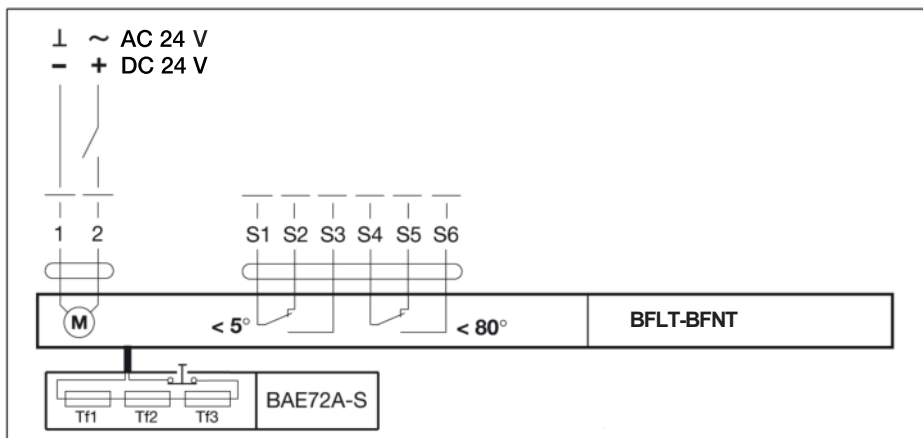 ⊥ ~ AC 24 V
− + DC 24 V
1 2 S1 S2 S3 S4 S5 S6
M < 5° < 80° BFLT-BFNT
Tf1 Tf2 Tf3 BAE72A-S